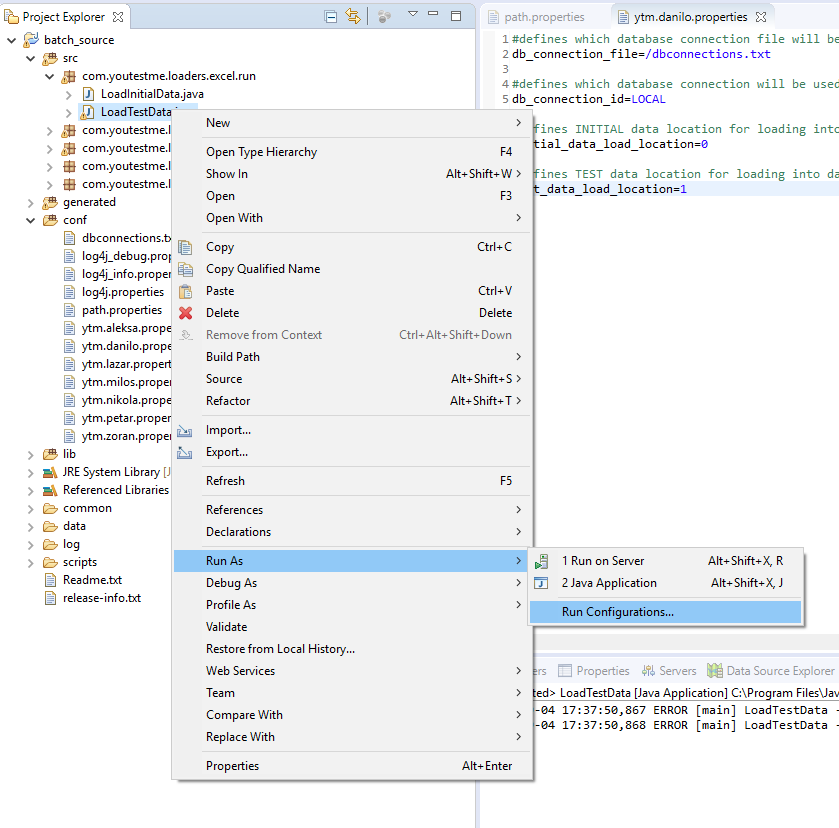 Project Explorer
batch_source
src
com.youtestme.loaders.excel.run
LoadInitialData.java
LoadTestData
com.youtestme.l
com.youtestme.l
com.youtestme.l
com.youtestme.l
generated
conf
dbconnections.tx
log4j_debug.prop
log4j_info.proper
log4j.properties
path.properties
ytm.aleksa.prope
ytm.danilo.prope
ytm.lazar.propert
ytm.milos.propert
ytm.nikola.prope
ytm.petar.proper
ytm.zoran.proper
lib
JRE System Library [J
Referenced Libraries
common
data
log
scripts
Readme.txt
release-info.txt
New
Open Type Hierarchy F4
Show In Alt+Shift+W
Open F3
Open With
Copy Ctrl+C
Copy Qualified Name
Paste Ctrl+V
Delete Delete
Remove from Context Ctrl+Alt+Shift+Down
Build Path
Source Alt+Shift+S
Refactor Alt+Shift+T
Import...
Export...
Refresh F5
References
Declarations
Run As
Debug As
Profile As
Validate
Restore from Local History...
Web Services
Team
Compare With
Replace With
Properties Alt+Enter
1 Run on Server Alt+Shift+X, R
2 Java Application Alt+Shift+X, J
Run Configurations...
path.properties ytm.danilo.properties
1 #defines which database connection file will be
2 db_connection_file=/dbconnections.txt
3
4 #defines which database connection will be used
5 db_connection_id=LOCAL
fines INITIAL data location for loading into
tial_data_load_location=0
fines TEST data location for loading into da
t_data_load_location=1
ers Properties Servers Data Source Explorer
ted> LoadTestData [Java Application] C:\Program Files\Jav
-04 17:37:50,867 ERROR [main] LoadTestData -
-04 17:37:50,868 ERROR [main] LoadTestData -